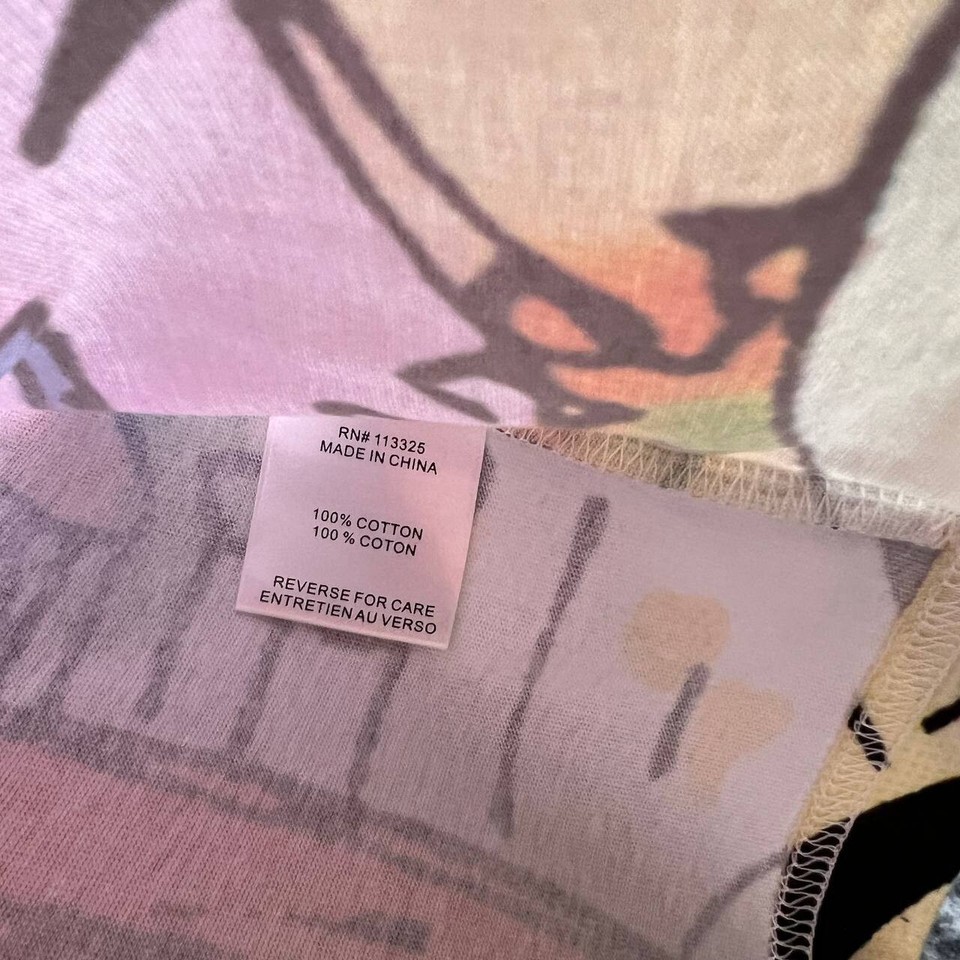 RN# 113325
MADE IN CHINA
100% COTTON
100 % COTON
REVERSE FOR CARE
ENTRETIEN AU VERSO